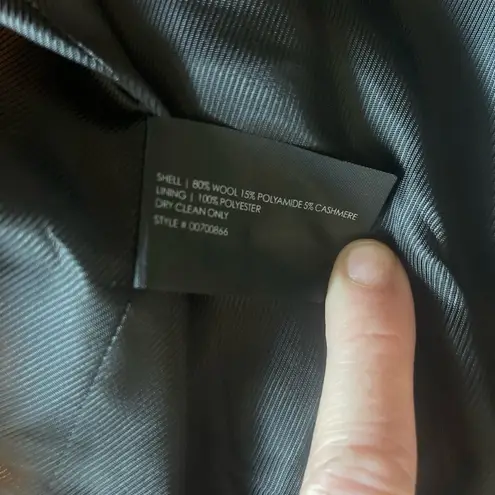 SHELL | 80% WOOL 15% POLYAMIDE 5% CASHMERE
LINING | 100% POLYESTER
DRY CLEAN ONLY
STYLE # 00700866